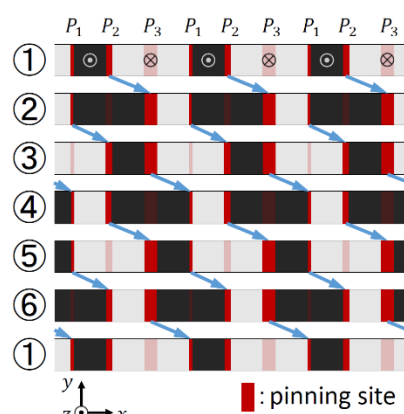 P₁ P₂ P₃ P₁ P₂ P₃ P₁ P₂ P₃
①
②
③
④
⑤
⑥
①
y
z x
: pinning site